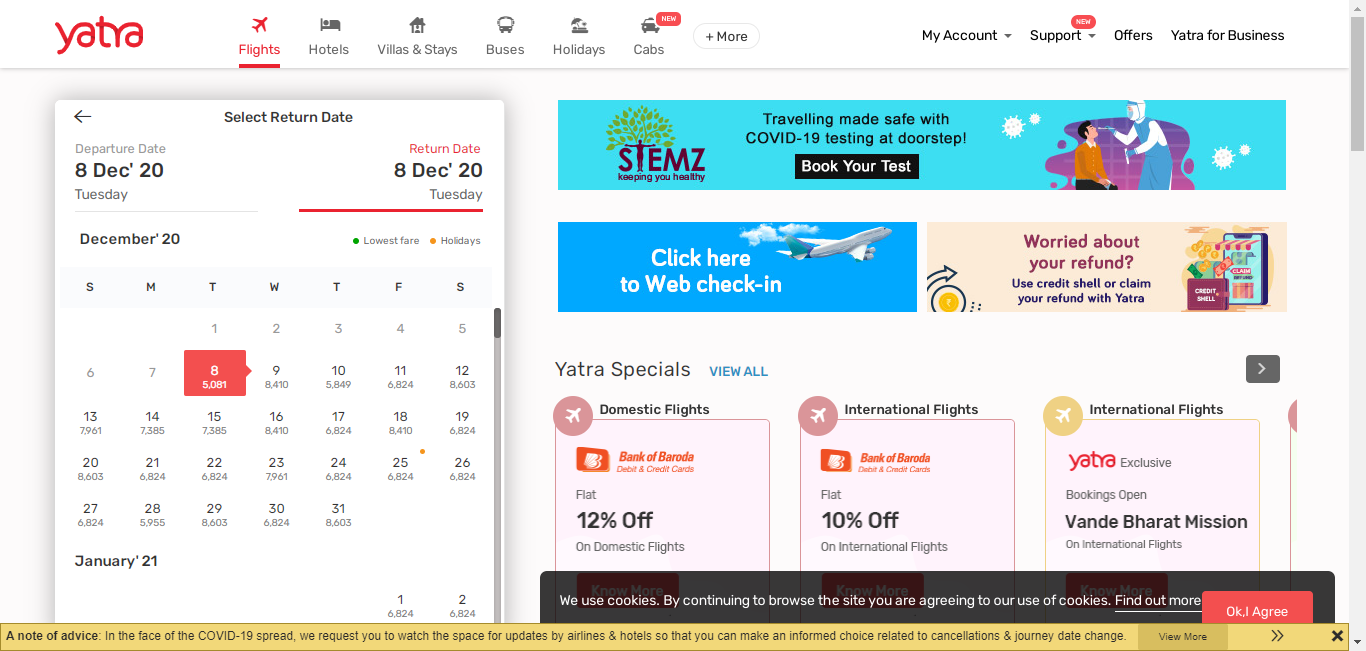 yatra
Flights
Hotels
Villas & Stays
Buses
Holidays
Cabs
NEW
+ More
My Account
Support
NEW
Offers
Yatra for Business
Select Return Date
Departure Date
8 Dec' 20
Tuesday
Return Date
8 Dec' 20
Tuesday
December' 20
Lowest fare
Holidays
S M T W T F S
1 2 3 4 5
6 7 8 9 10 11 12
5,081 8,410 5,849 6,824 8,603
13 14 15 16 17 18 19
7,961 7,385 7,385 8,410 6,824 8,410 6,824
20 21 22 23 24 25 26
8,603 6,824 6,824 7,961 6,824 6,824 6,824
27 28 29 30 31
6,824 5,955 8,603 6,824 8,603
January' 21
1 2
6,824 6,824
STEMZ
keeping you healthy
Travelling made safe with
COVID-19 testing at doorstep!
Book Your Test
Click here
to Web check-in
Worried about
your refund?
Use credit shell or claim
your refund with Yatra
CREDIT
SHELL
CLAIM
REFUND
Yatra Specials
VIEW ALL
Domestic Flights
Bank of Baroda
Debit & Credit Cards
Flat
12% Off
On Domestic Flights
Know More
International Flights
Bank of Baroda
Debit & Credit Cards
Flat
10% Off
On International Flights
Know More
International Flights
yatra Exclusive
Bookings Open
Vande Bharat Mission
On International Flights
Know More
We use cookies. By continuing to browse the site you are agreeing to our use of cookies. Find out more
Ok,I Agree
A note of advice: In the face of the COVID-19 spread, we request you to watch the space for updates by airlines & hotels so that you can make an informed choice related to cancellations & journey date change.
View More